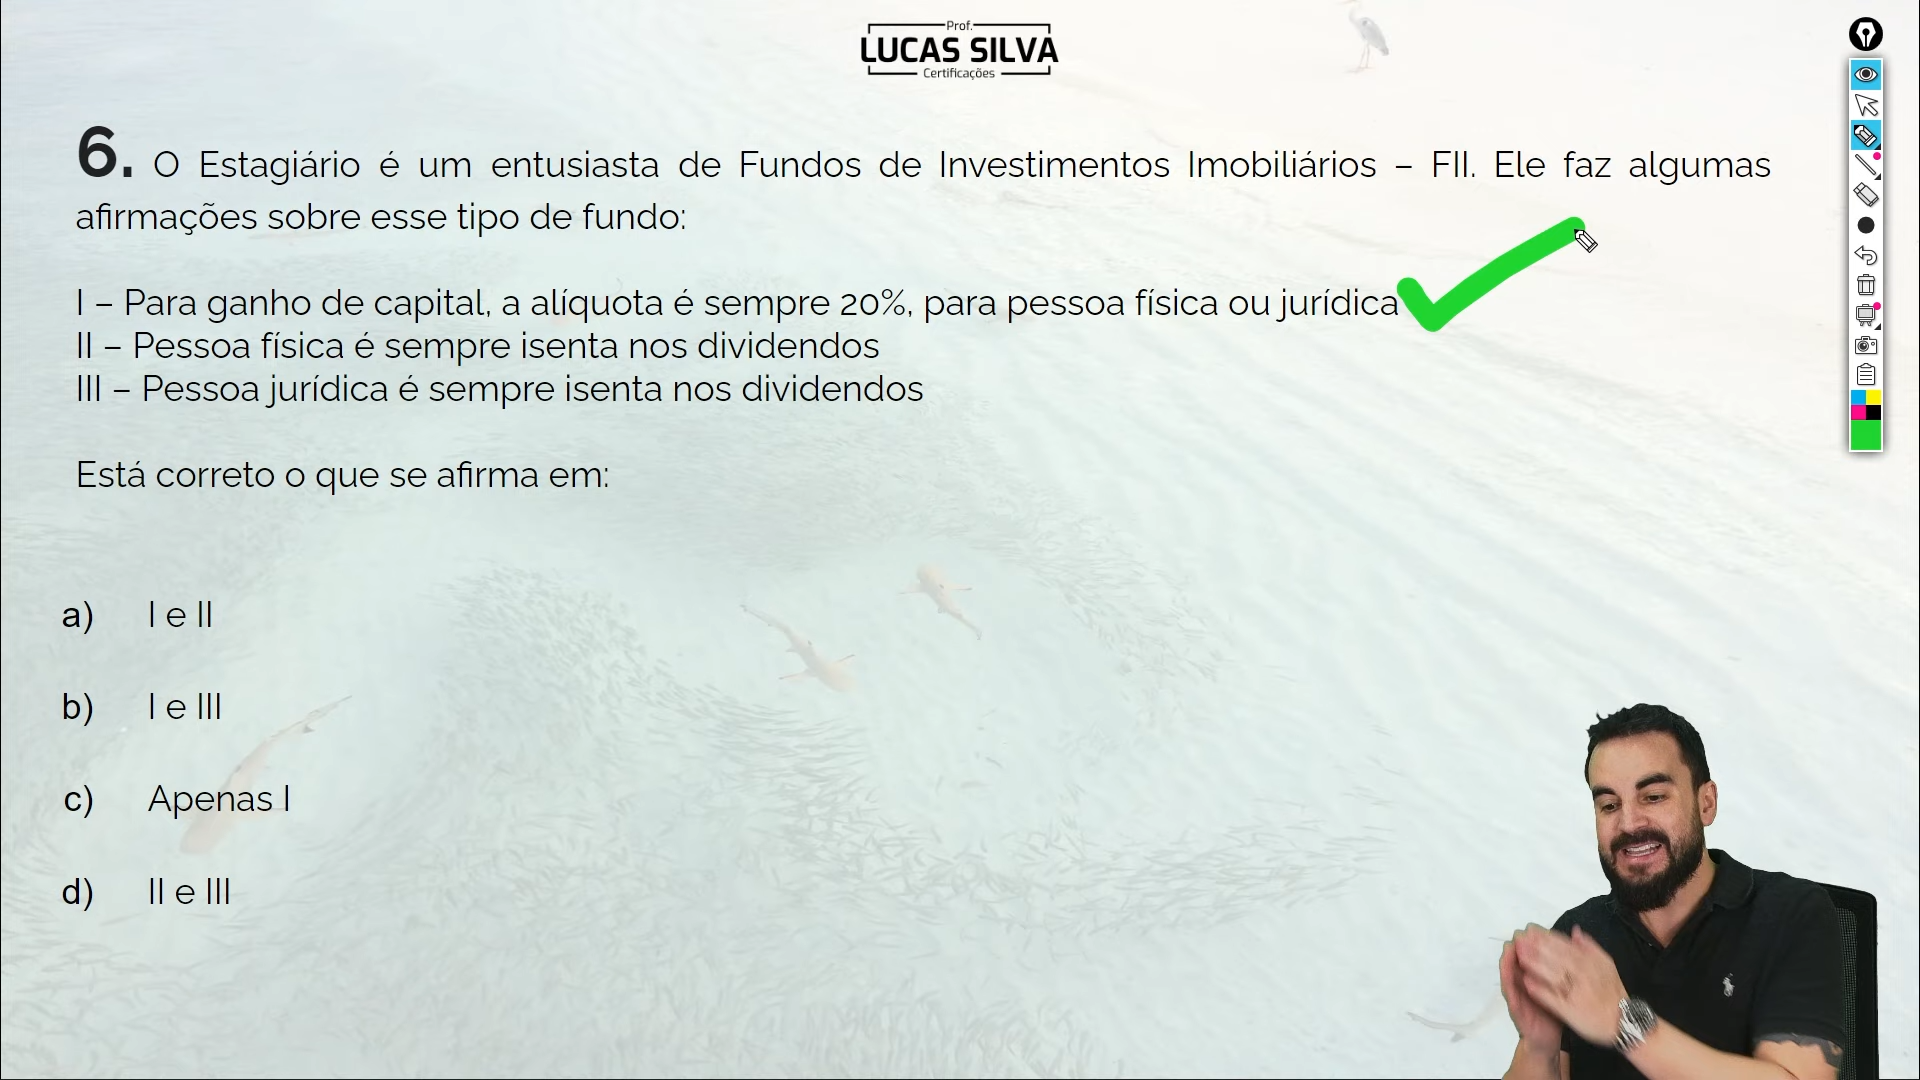 Prof.
LUCAS SILVA
Certificações
6. O Estagiário é um entusiasta de Fundos de Investimentos Imobiliários – FII. Ele faz algumas
afirmações sobre esse tipo de fundo:
I – Para ganho de capital, a alíquota é sempre 20%, para pessoa física ou jurídica
II – Pessoa física é sempre isenta nos dividendos
III – Pessoa jurídica é sempre isenta nos dividendos
Está correto o que se afirma em:
a) I e II
b) I e III
c) Apenas I
d) II e III